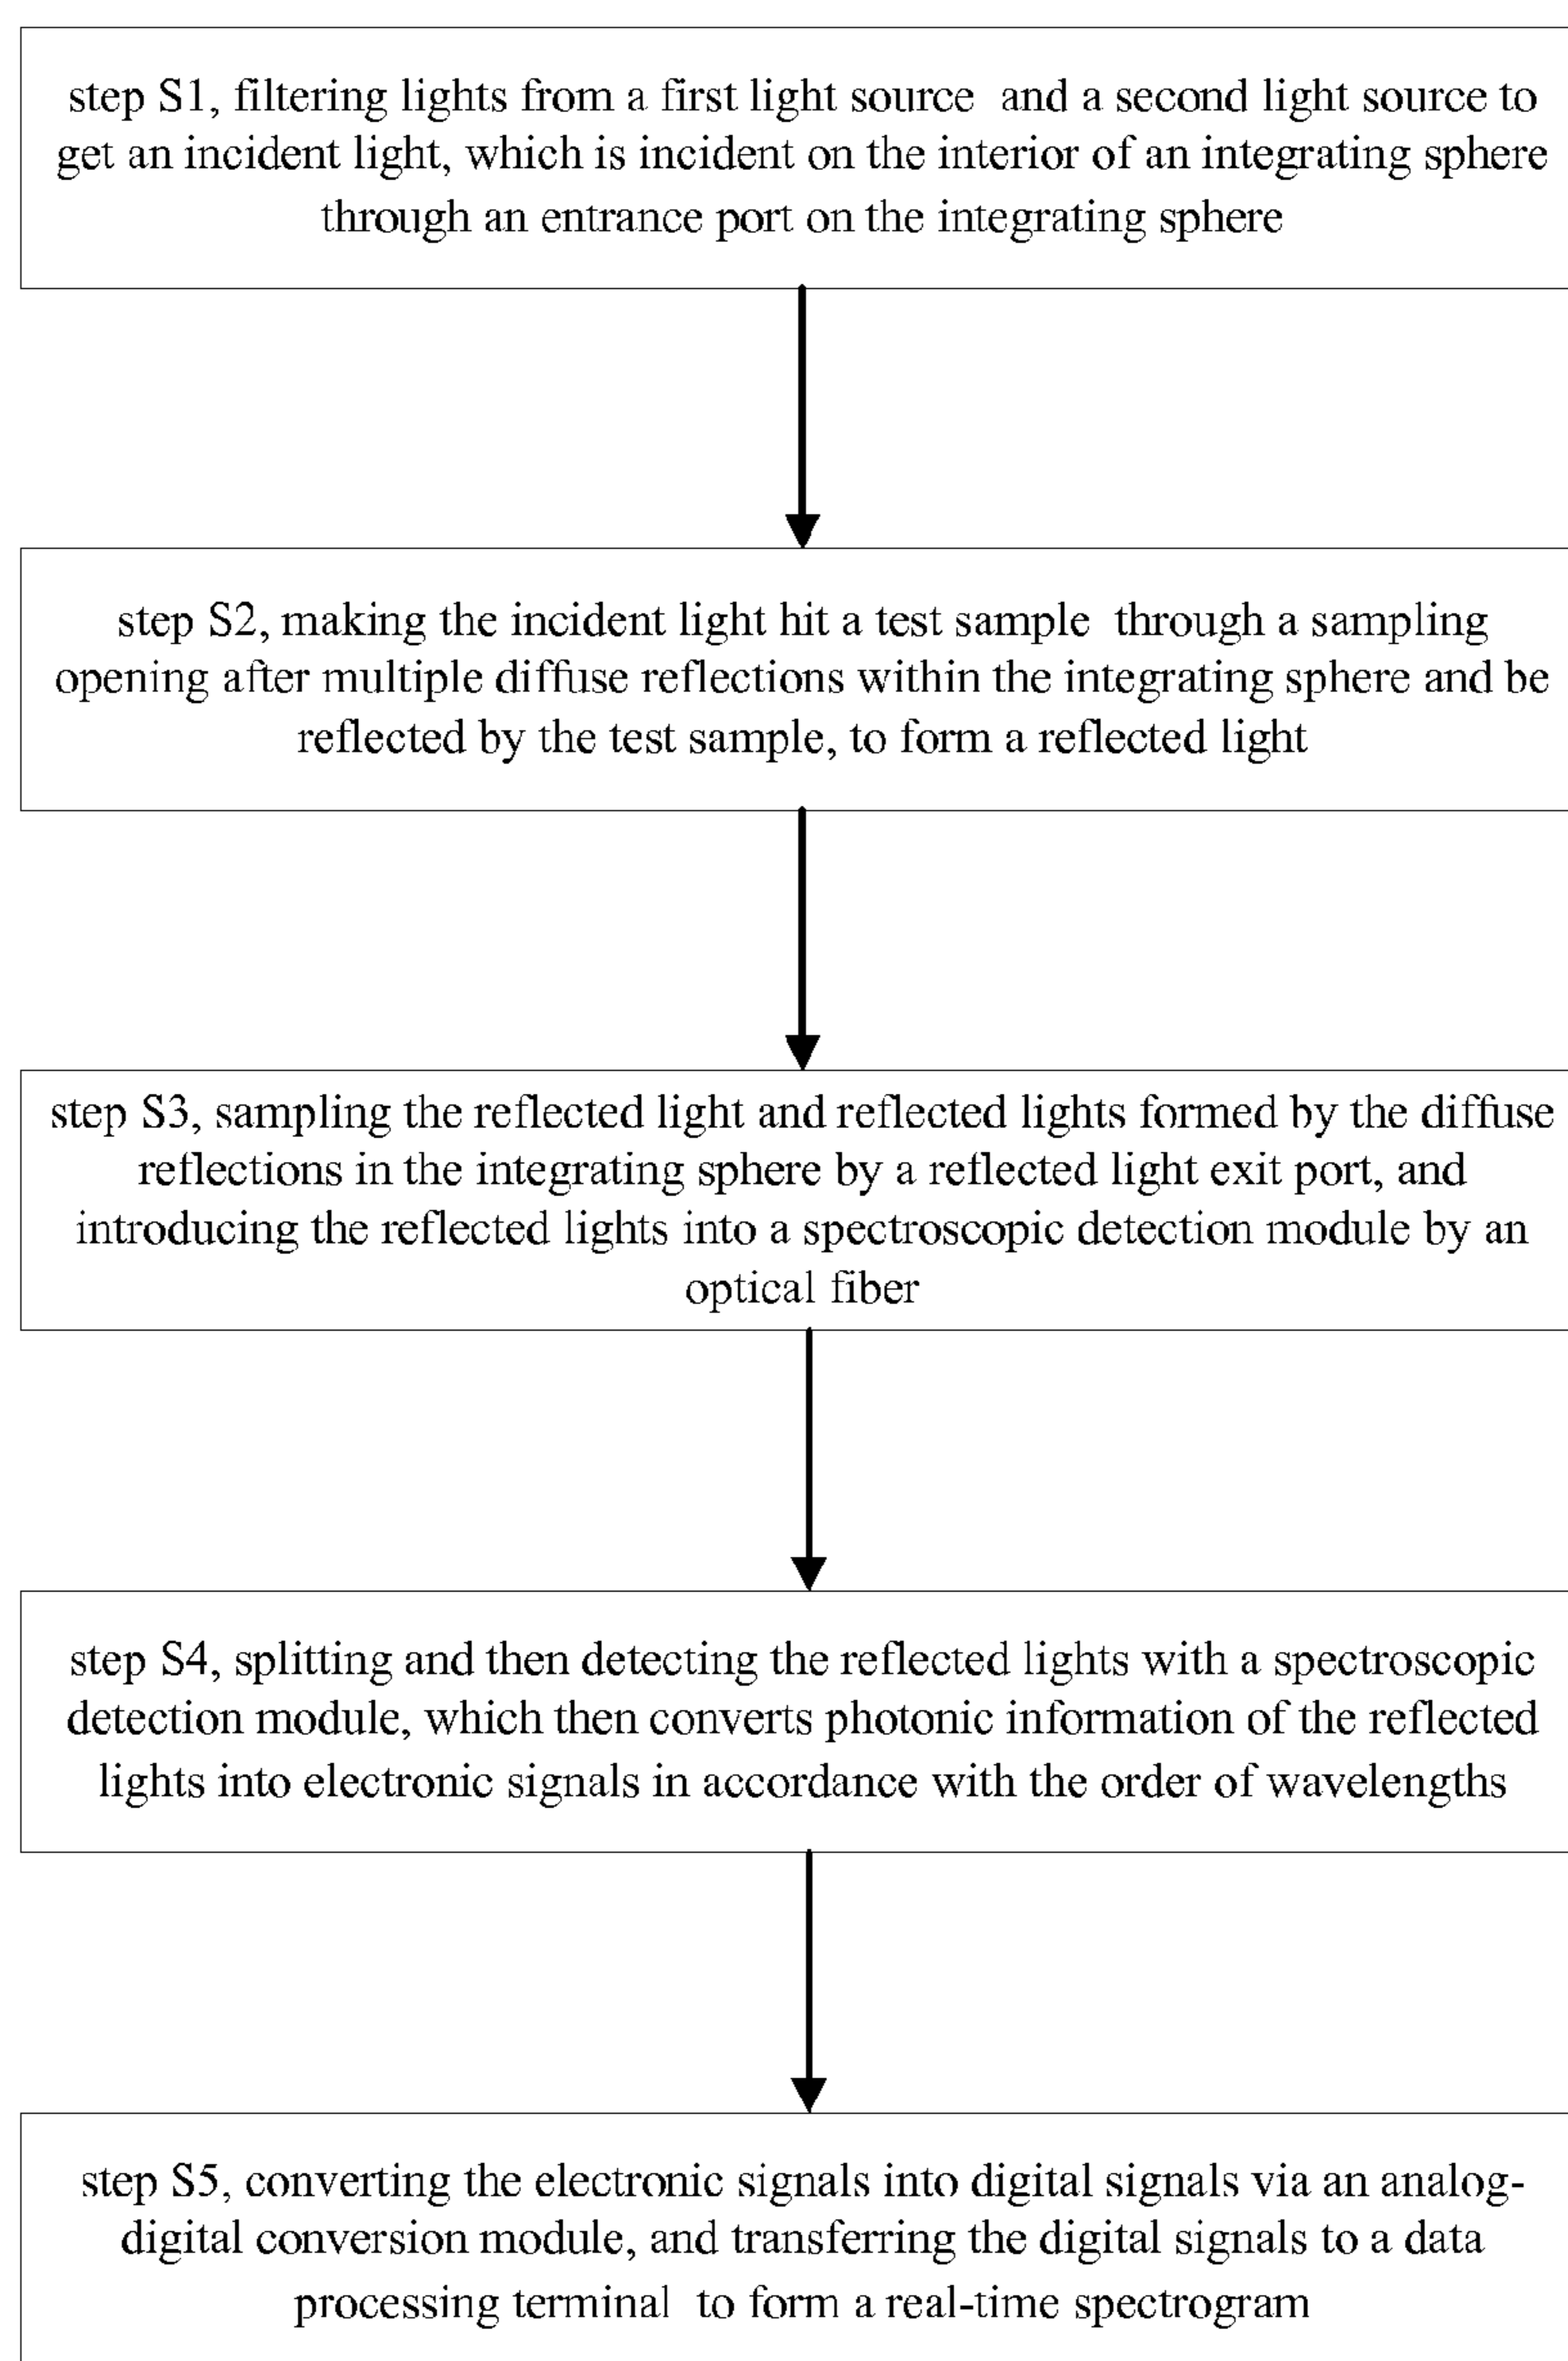 step S1, filtering lights from a first light source and a second light source to
get an incident light, which is incident on the interior of an integrating sphere
through an entrance port on the integrating sphere
step S2, making the incident light hit a test sample through a sampling
opening after multiple diffuse reflections within the integrating sphere and be
reflected by the test sample, to form a reflected light
step S3, sampling the reflected light and reflected lights formed by the diffuse
reflections in the integrating sphere by a reflected light exit port, and
introducing the reflected lights into a spectroscopic detection module by an
optical fiber
step S4, splitting and then detecting the reflected lights with a spectroscopic
detection module, which then converts photonic information of the reflected
lights into electronic signals in accordance with the order of wavelengths
step S5, converting the electronic signals into digital signals via an analog-
digital conversion module, and transferring the digital signals to a data
processing terminal to form a real-time spectrogram